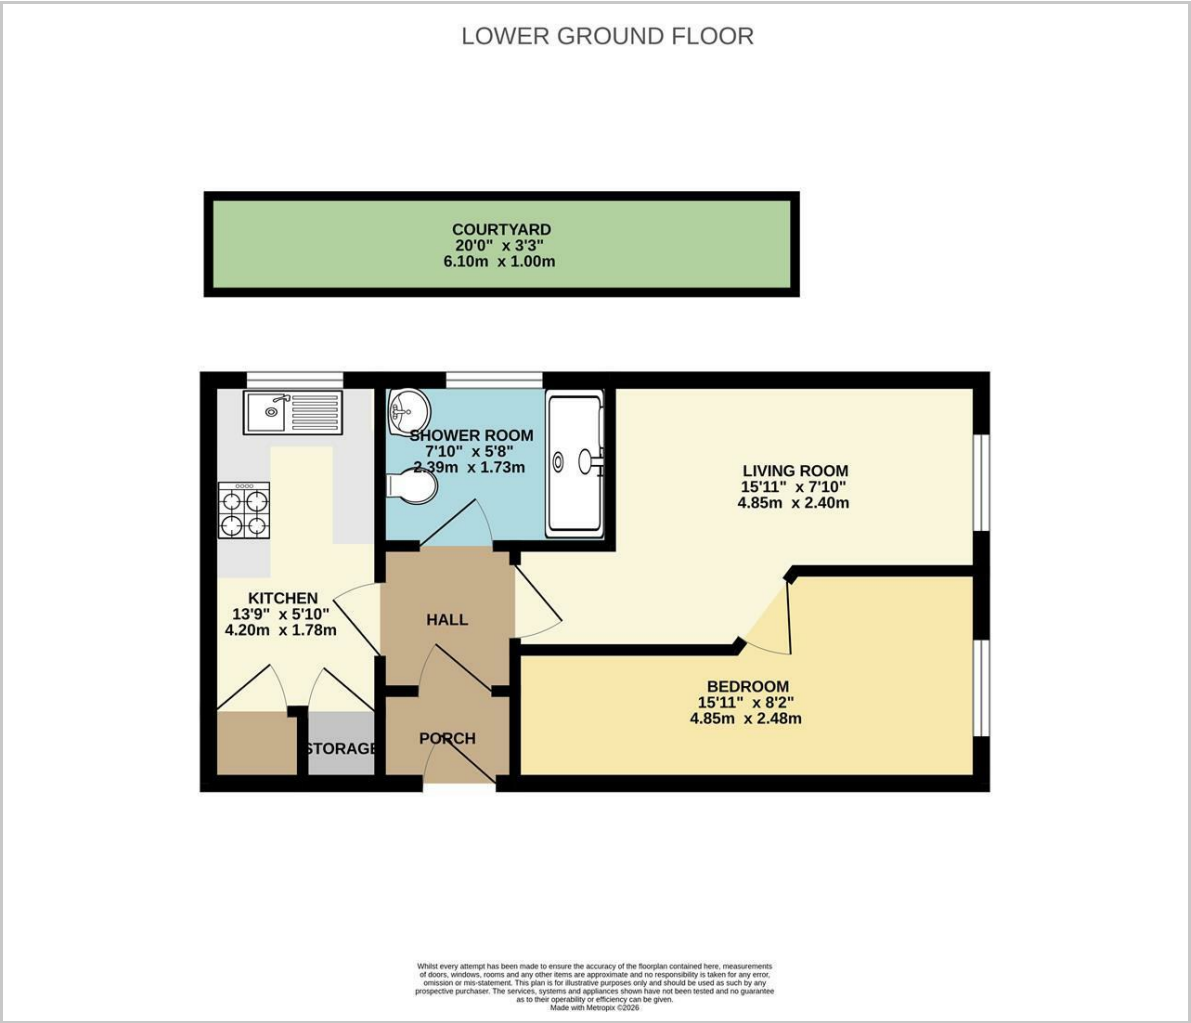 LOWER GROUND FLOOR
COURTYARD
20'0" x 3'3"
6.10m x 1.00m
SHOWER ROOM
7'10" x 5'8"
2.39m x 1.73m
LIVING ROOM
15'11" x 7'10"
4.85m x 2.40m
KITCHEN
13'9" x 5'10"
4.20m x 1.78m
HALL
BEDROOM
15'11" x 8'2"
4.85m x 2.48m
PORCH
STORAGE
Whilst every attempt has been made to ensure the accuracy of the floorplan contained here, measurements
of doors, windows, rooms and any other items are approximate and no responsibility is taken for any error,
omission or mis-statement. This plan is for illustrative purposes only and should be used as such by any
prospective purchaser. The services, systems and appliances shown have not been tested and no guarantee
as to their operability or efficiency can be given.
Made with Metropix ©2026